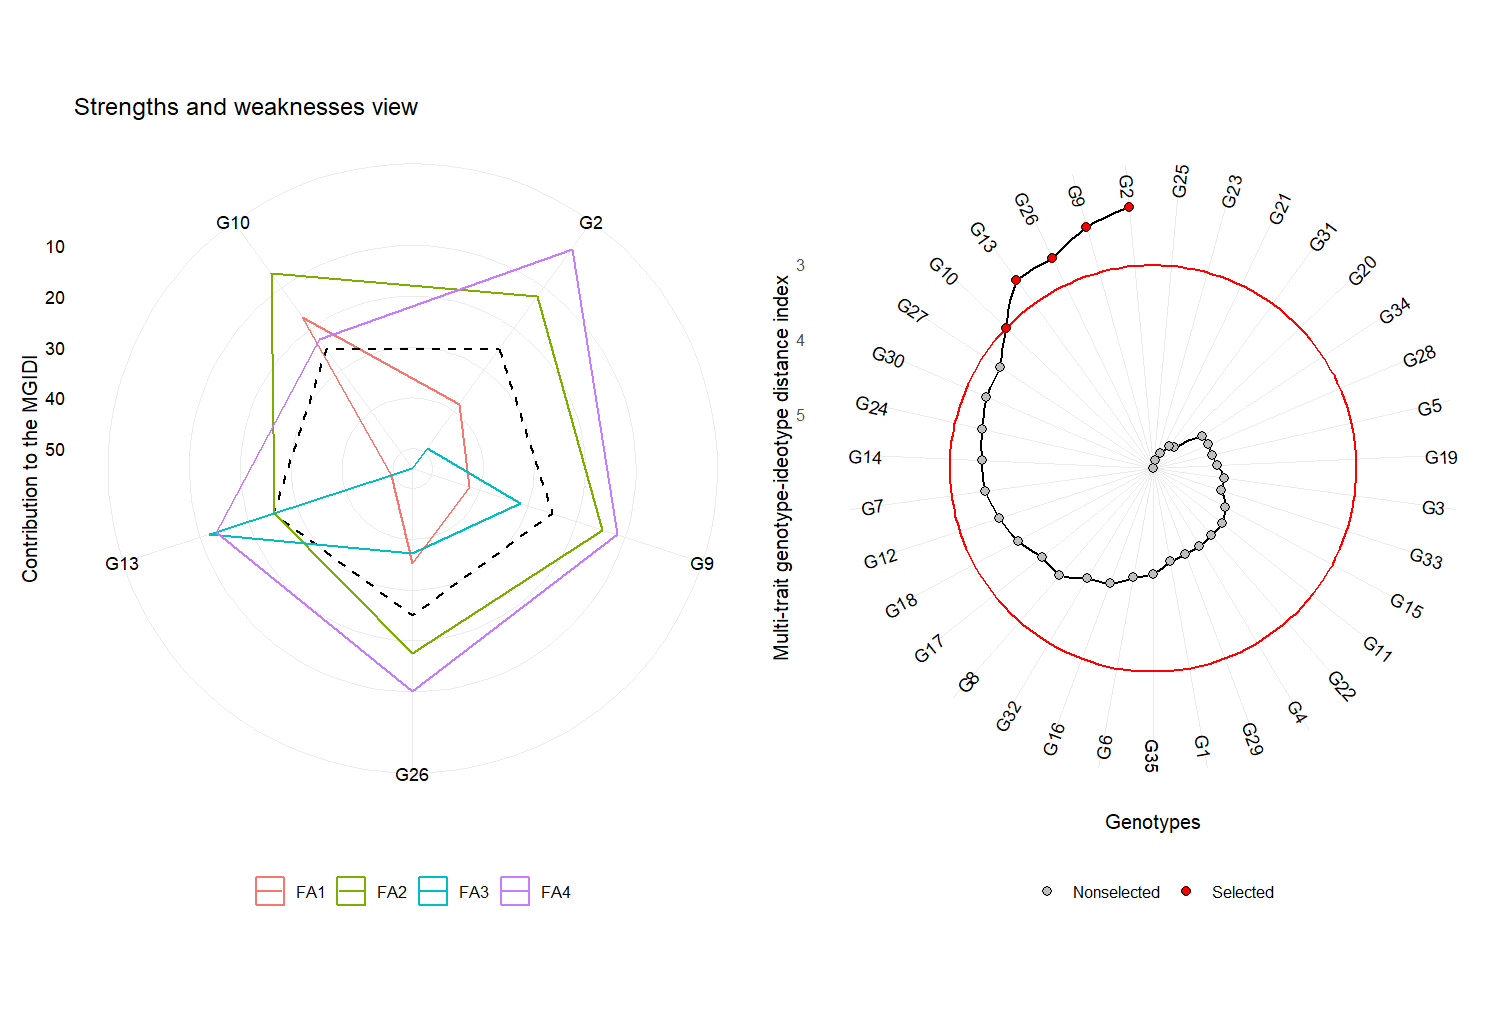 Strengths and weaknesses view
Contribution to the MGIDI
10
20
30
40
50
G10
G2
G9
G26
G13
FA1
FA2
FA3
FA4
Multi-trait genotype-ideotype distance index
3
4
5
G2
G25
G23
G21
G31
G20
G34
G28
G5
G19
G3
G33
G15
G11
G22
G4
G29
G1
G35
G6
G16
G32
G8
G17
G18
G12
G7
G14
G24
G30
G27
G10
G13
G26
G9
Genotypes
Nonselected
Selected